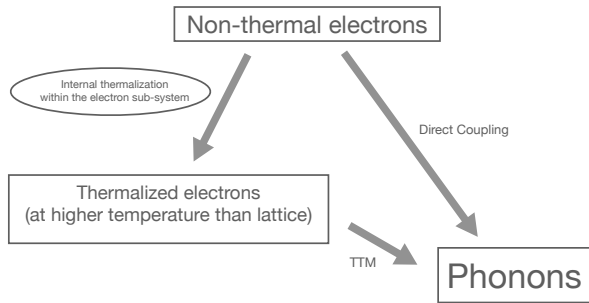 Non-thermal electrons
Internal thermalization
within the electron sub-system
Direct Coupling
Thermalized electrons
(at higher temperature than lattice)
TTM
Phonons